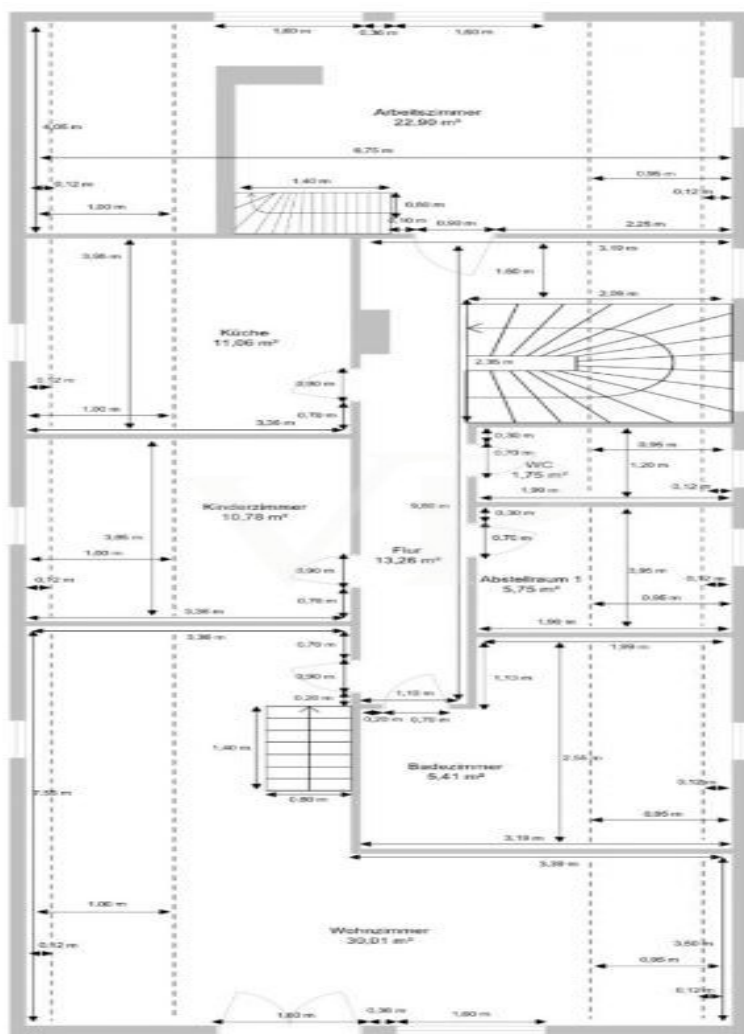 1,60 m
0,36 m
1,60 m
4,05 m
Arbeitszimmer
22,90 m²
6,75 m
0,12 m
1,40 m
0,95 m
0,12 m
1,00 m
0,80 m
0,90 m
2,25 m
3,95 m
3,19 m
1,60 m
2,09 m
Küche
11,06 m²
2,35 m
0,12 m
0,90 m
1,00 m
0,70 m
3,36 m
0,30 m
0,70 m
WC
1,75 m²
0,95 m
1,20 m
0,12 m
1,99 m
Kinderzimmer
10,78 m²
3,85 m
9,80 m
0,30 m
0,70 m
Flur
13,26 m²
1,00 m
0,90 m
0,12 m
0,70 m
3,36 m
Abstellraum 1
5,75 m²
3,95 m
0,12 m
0,95 m
1,99 m
3,36 m
0,70 m
0,90 m
0,20 m
1,10 m
0,20 m
0,75 m
1,10 m
1,99 m
1,40 m
0,80 m
7,55 m
Badezimmer
5,41 m²
2,55 m
0,12 m
0,95 m
3,19 m
3,39 m
1,00 m
0,12 m
Wohnzimmer
30,01 m²
3,50 m
0,95 m
0,12 m
1,80 m
0,36 m
1,60 m